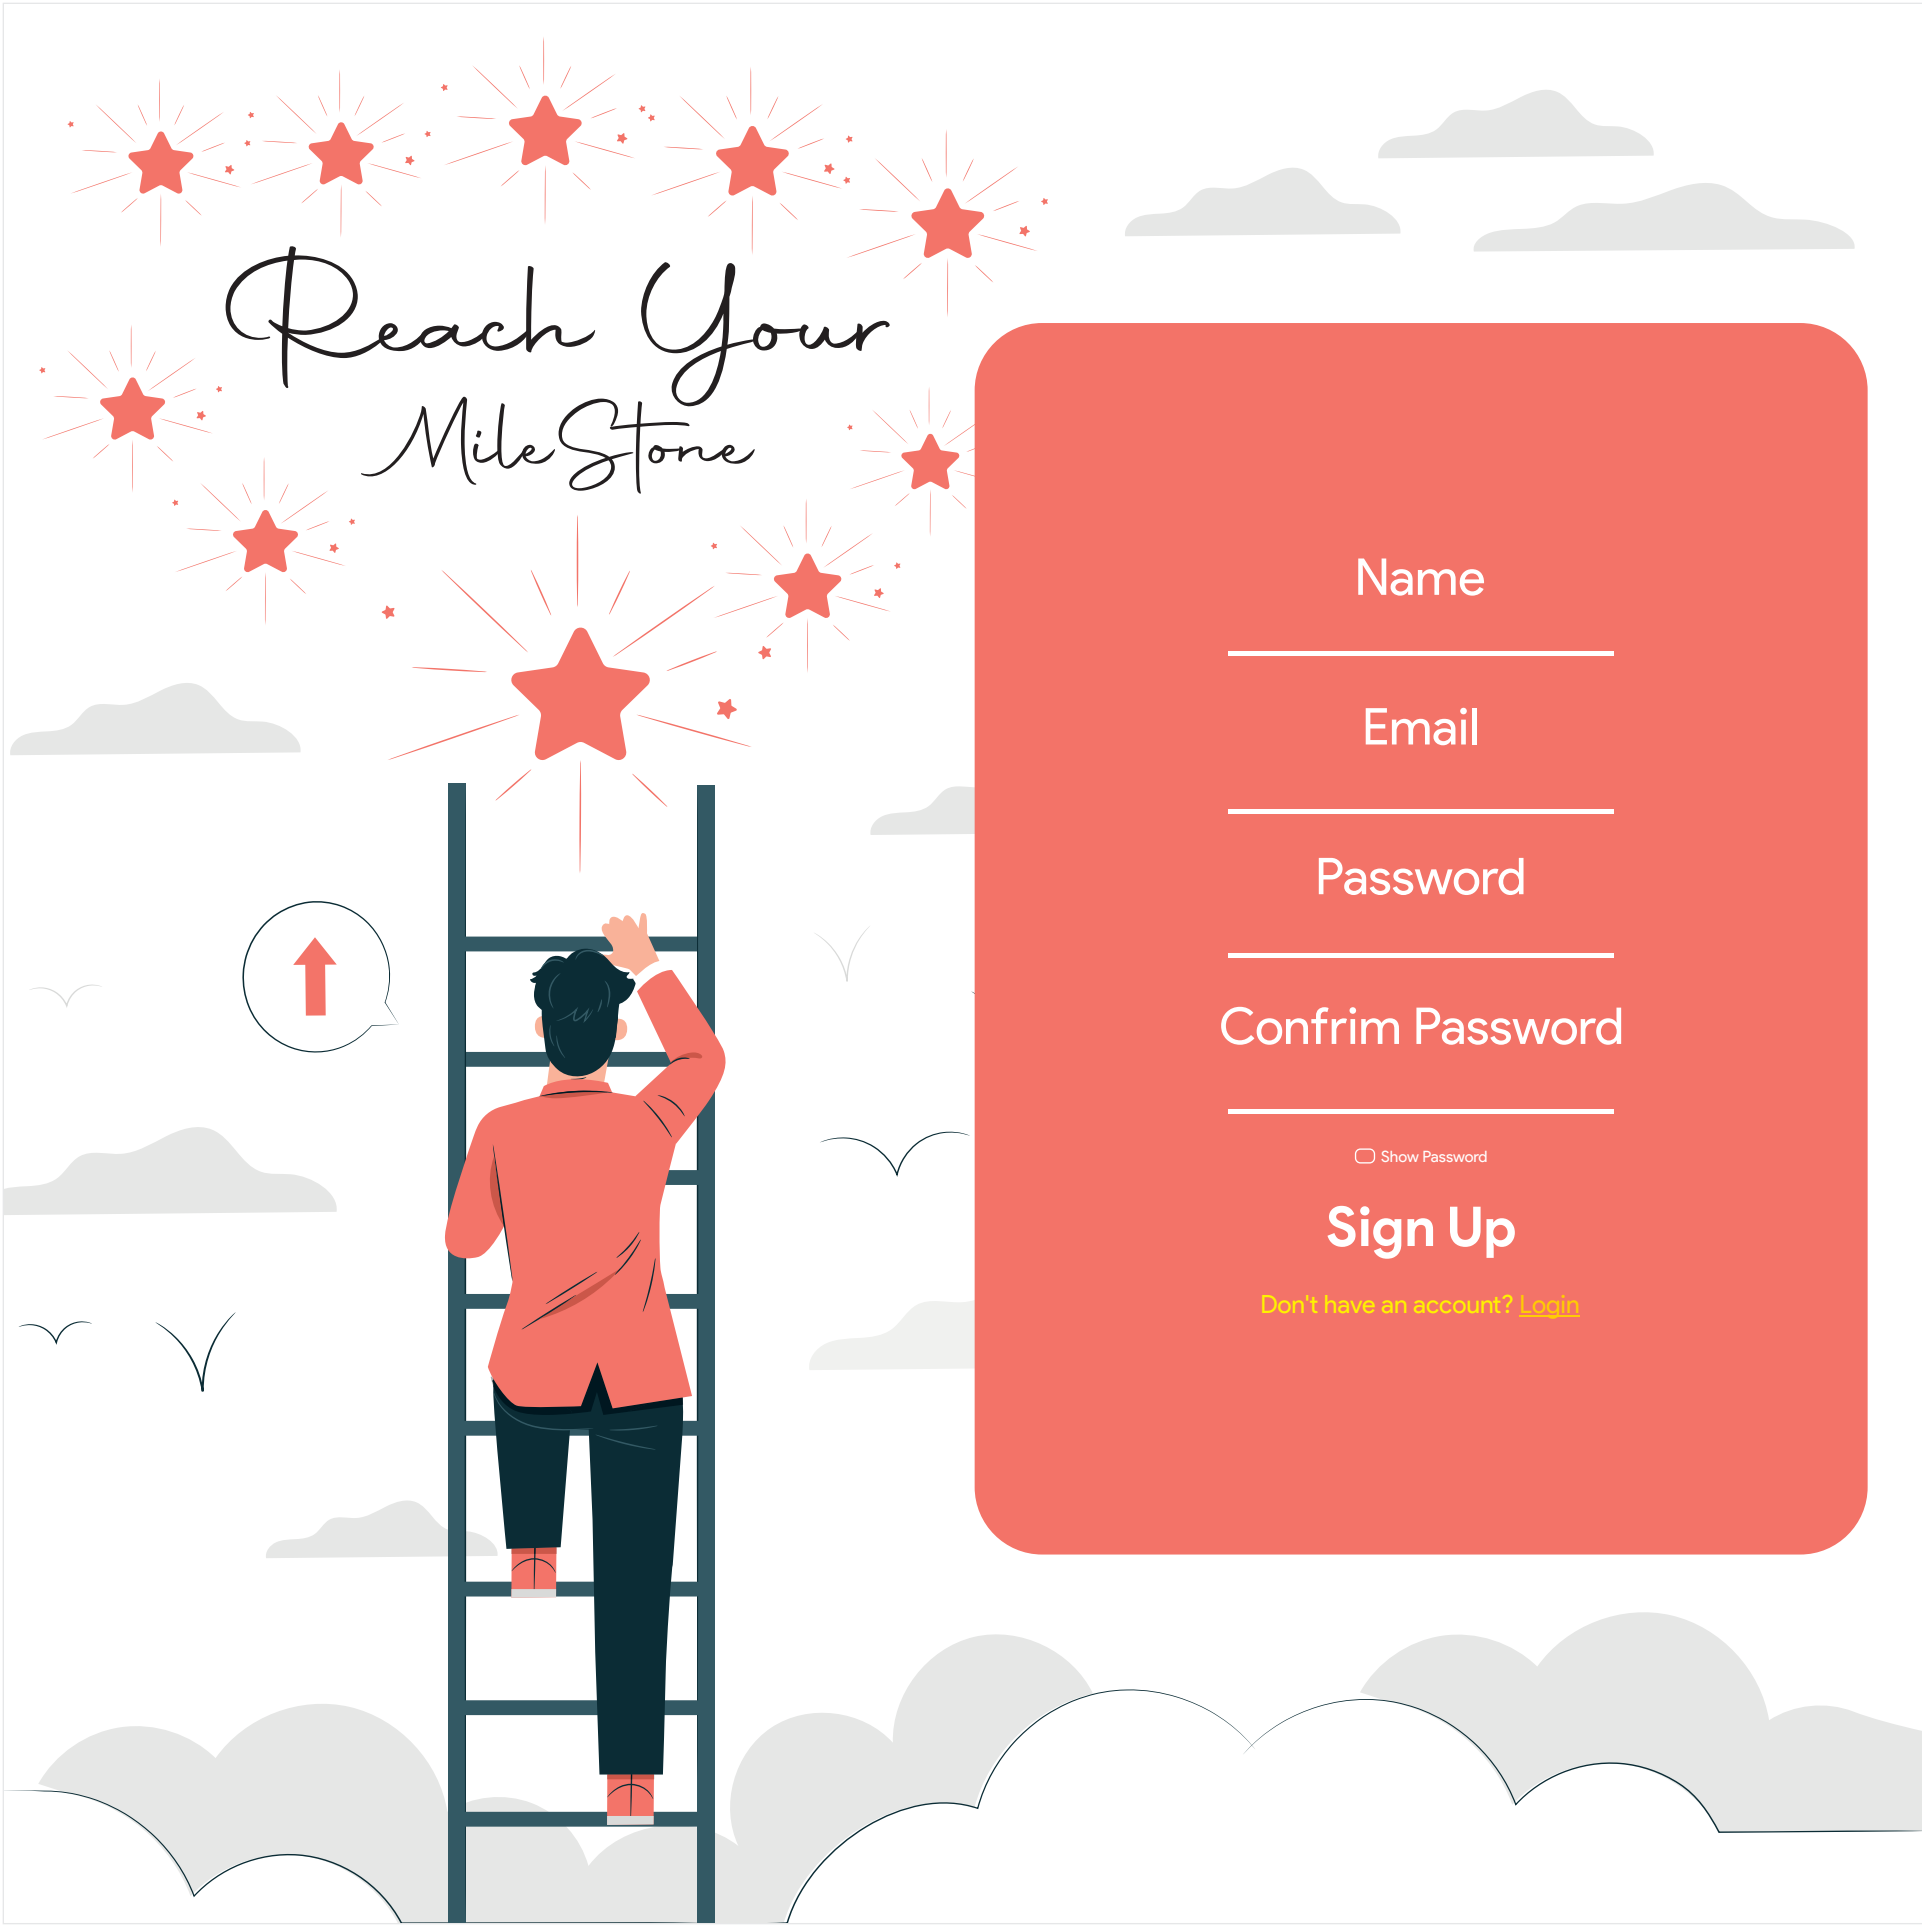 Reach Your
MileStone
Name
Email
Password
Confrim Password
Show Password
Sign Up
Don't have an account? Login